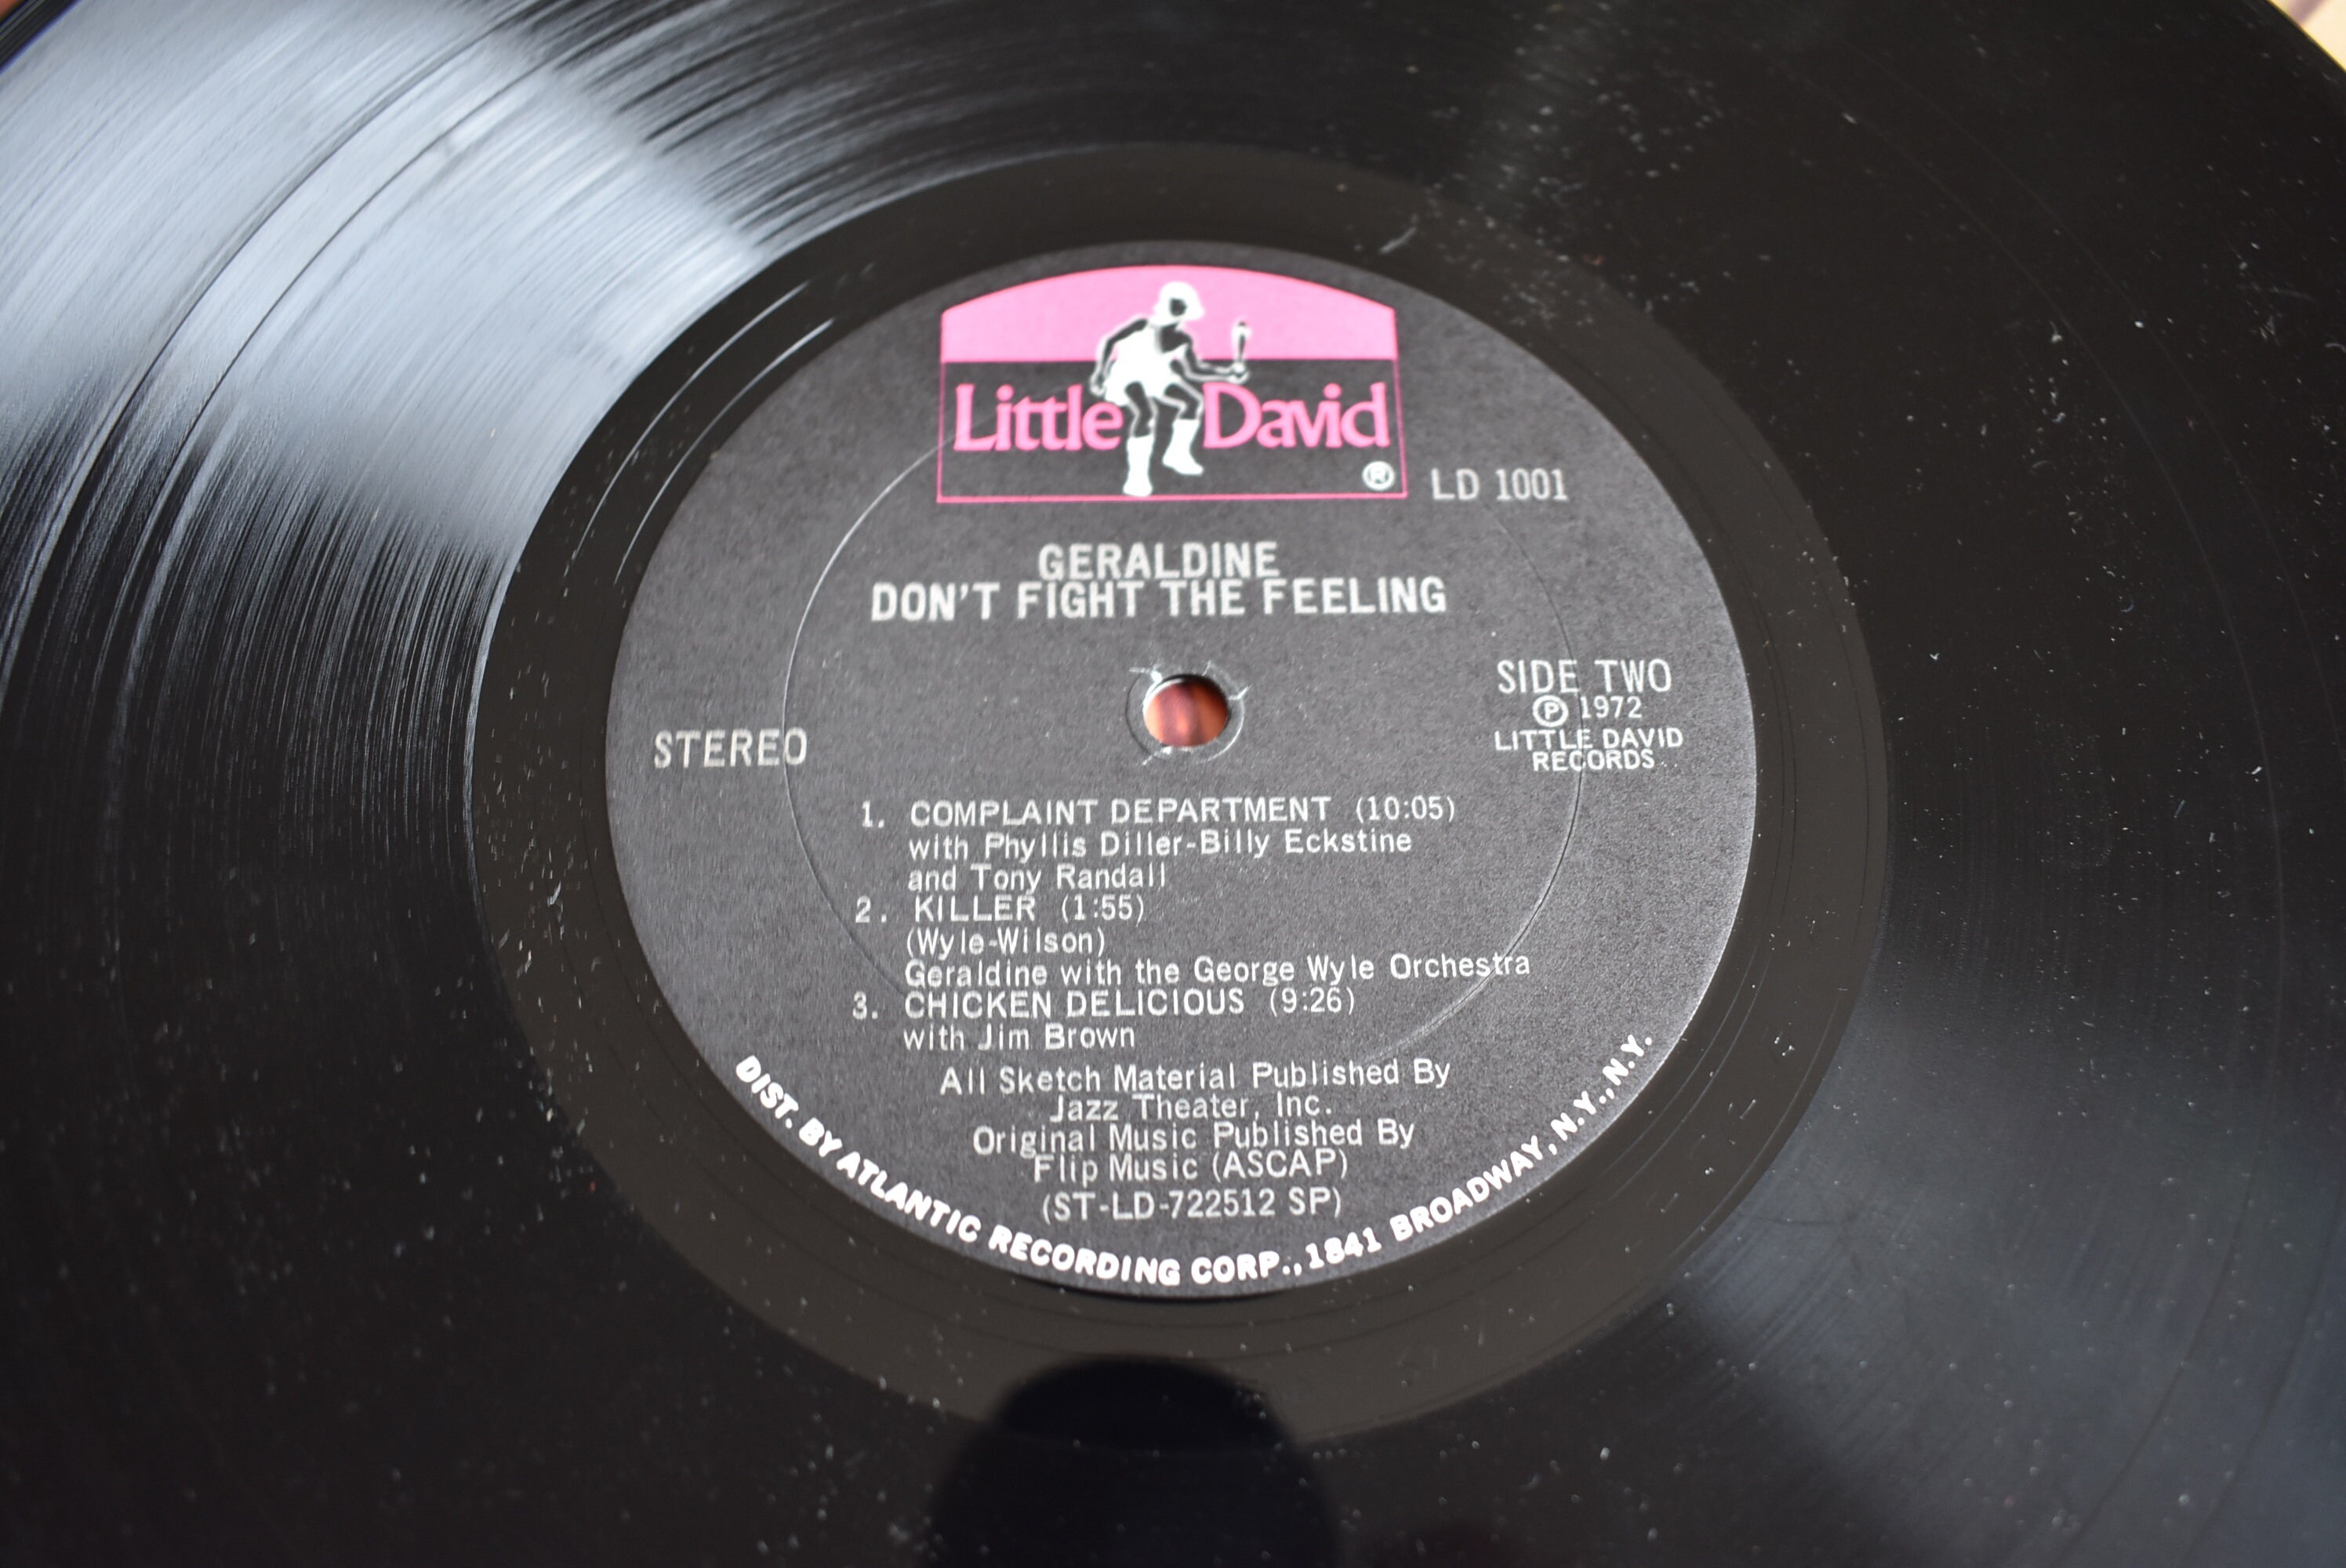 Little David
®
LD 1001
GERALDINE
DON'T FIGHT THE FEELING
SIDE TWO
Ⓟ 1972
LITTLE DAVID
RECORDS
STEREO
1. COMPLAINT DEPARTMENT (10:05)
with Phyllis Diller-Billy Eckstine
and Tony Randall
2. KILLER (1:55)
(Wyle-Wilson)
Geraldine with the George Wyle Orchestra
3. CHICKEN DELICIOUS (9:26)
with Jim Brown
All Sketch Material Published By
Jazz Theater, Inc.
Original Music Published By
Flip Music (ASCAP)
(ST-LD-722512 SP)
DIST. BY ATLANTIC RECORDING CORP., 1841 BROADWAY, N.Y., N.Y.